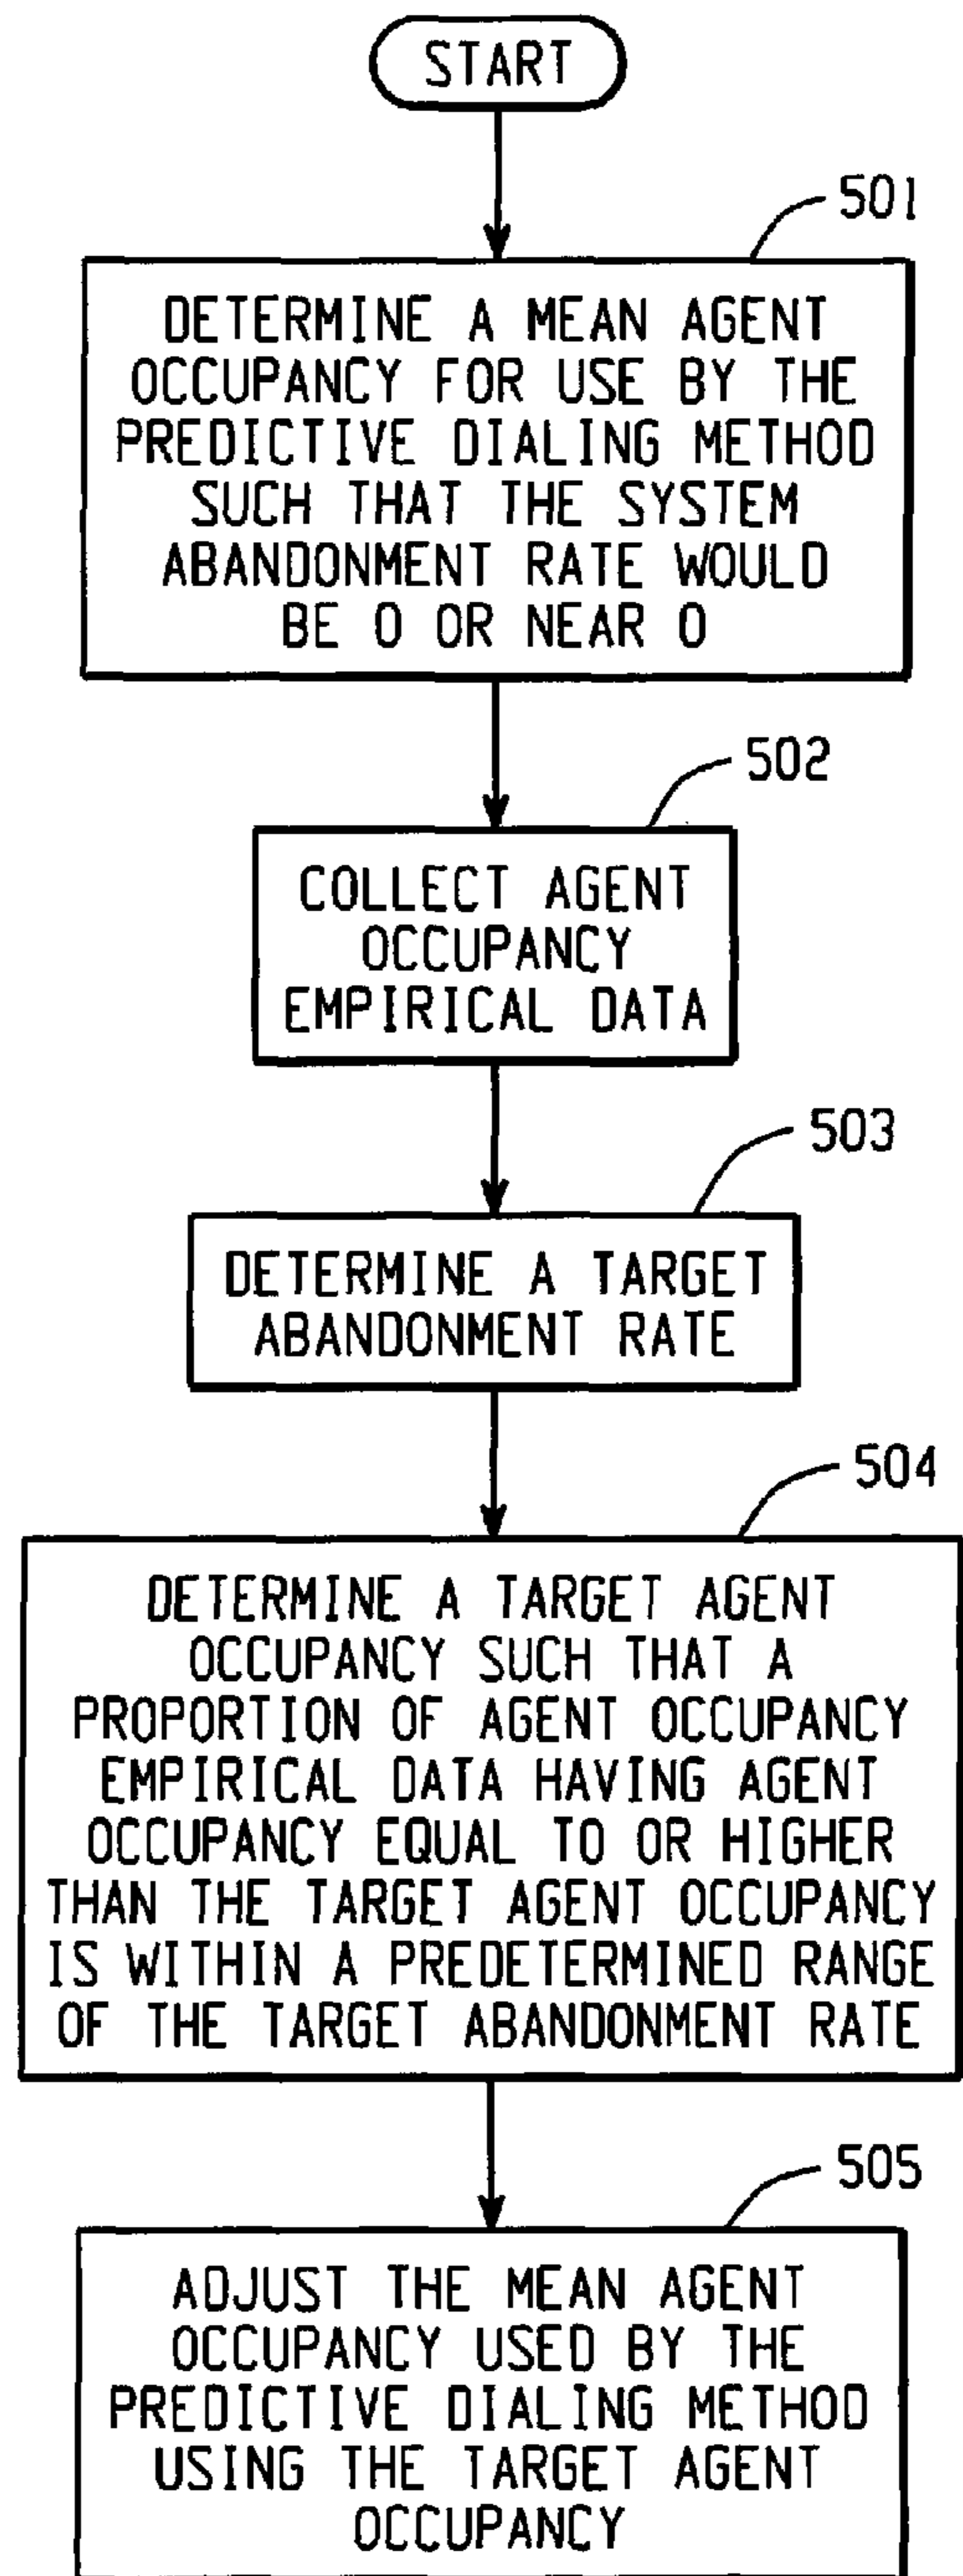 START
501
DETERMINE A MEAN AGENT
OCCUPANCY FOR USE BY THE
PREDICTIVE DIALING METHOD
SUCH THAT THE SYSTEM
ABANDONMENT RATE WOULD
BE 0 OR NEAR 0
502
COLLECT AGENT
OCCUPANCY
EMPIRICAL DATA
503
DETERMINE A TARGET
ABANDONMENT RATE
504
DETERMINE A TARGET AGENT
OCCUPANCY SUCH THAT A
PROPORTION OF AGENT OCCUPANCY
EMPIRICAL DATA HAVING AGENT
OCCUPANCY EQUAL TO OR HIGHER
THAN THE TARGET AGENT OCCUPANCY
IS WITHIN A PREDETERMINED RANGE
OF THE TARGET ABANDONMENT RATE
505
ADJUST THE MEAN AGENT
OCCUPANCY USED BY THE
PREDICTIVE DIALING METHOD
USING THE TARGET AGENT
OCCUPANCY